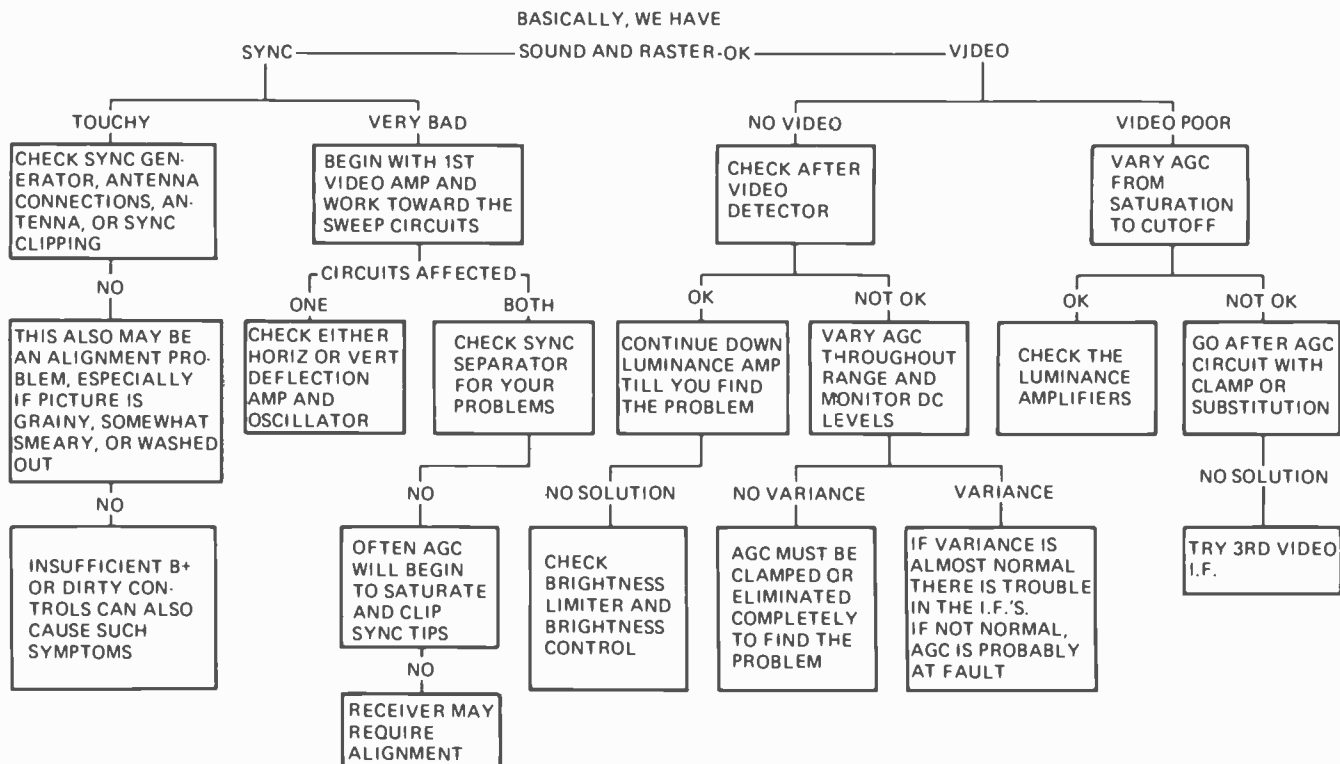 BASICALLY, WE HAVE
SYNC SOUND AND RASTER-OK VIDEO
TOUCHY
CHECK SYNC GEN-
ERATOR, ANTENNA
CONNECTIONS, AN-
TENNA, OR SYNC
CLIPPING
NO
THIS ALSO MAY BE
AN ALIGNMENT PRO-
BLEM, ESPECIALLY
IF PICTURE IS
GRAINY, SOMEWHAT
SMEARY, OR WASHED
OUT
NO
INSUFFICIENT B+
OR DIRTY CON-
TROLS CAN ALSO
CAUSE SUCH
SYMPTOMS
VERY BAD
BEGIN WITH 1ST
VIDEO AMP AND
WORK TOWARD THE
SWEEP CIRCUITS
CIRCUITS AFFECTED
ONE
CHECK EITHER
HORIZ OR VERT
DEFLECTION
AMP AND
OSCILLATOR
BOTH
CHECK SYNC
SEPARATOR
FOR YOUR
PROBLEMS
NO
OFTEN AGC
WILL BEGIN
TO SATURATE
AND CLIP
SYNC TIPS
NO
RECEIVER MAY
REQUIRE
ALIGNMENT
NO VIDEO
CHECK AFTER
VIDEO
DETECTOR
OK
CONTINUE DOWN
LUMINANCE AMP
TILL YOU FIND
THE PROBLEM
NO SOLUTION
CHECK
BRIGHTNESS
LIMITER AND
BRIGHTNESS
CONTROL
NOT OK
VARY AGC
THROUGHOUT
RANGE AND
MONITOR DC
LEVELS
NO VARIANCE
AGC MUST BE
CLAMPED OR
ELIMINATED
COMPLETELY
TO FIND THE
PROBLEM
VARIANCE
IF VARIANCE IS
ALMOST NORMAL
THERE IS TROUBLE
IN THE I.F.'S.
IF NOT NORMAL,
AGC IS PROBABLY
AT FAULT
VIDEO POOR
VARY AGC
FROM
SATURATION
TO CUTOFF
OK
CHECK THE
LUMINANCE
AMPLIFIERS
NOT OK
GO AFTER AGC
CIRCUIT WITH
CLAMP OR
SUBSTITUTION
NO SOLUTION
TRY 3RD VIDEO
I.F.